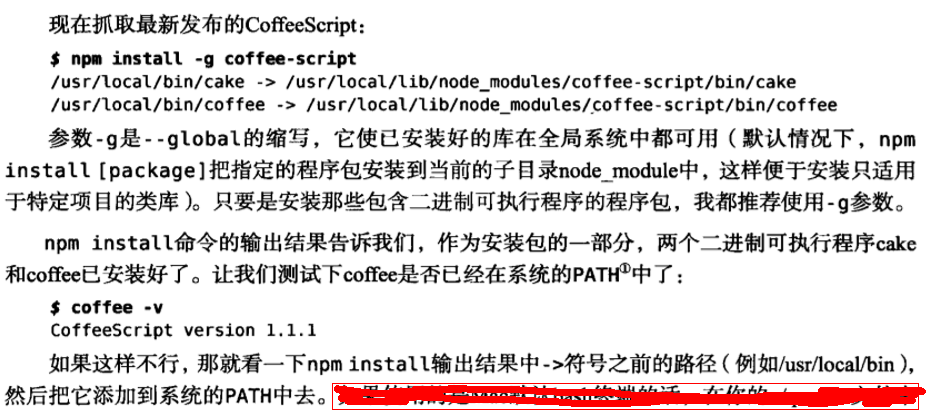 现在抓取最新发布的CoffeeScript：
$ npm install -g coffee-script
/usr/local/bin/cake -> /usr/local/lib/node_modules/coffee-script/bin/cake
/usr/local/bin/coffee -> /usr/local/lib/node_modules/coffee-script/bin/coffee
参数-g是--global的缩写，它使已安装好的库在全局系统中都可用（默认情况下，npm
install [package]把指定的程序包安装到当前的子目录node_module中，这样便于安装只适用
于特定项目的类库）。只要是安装那些包含二进制可执行程序的程序包，我都推荐使用-g参数。
npm install命令的输出结果告诉我们，作为安装包的一部分，两个二进制可执行程序cake
和coffee已安装好了。让我们测试下coffee是否已经在系统的PATH①中了：
$ coffee -v
CoffeeScript version 1.1.1
如果这样不行，那就看一下npm install输出结果中->符号之前的路径（例如/usr/local/bin），
然后把它添加到系统的PATH中去。